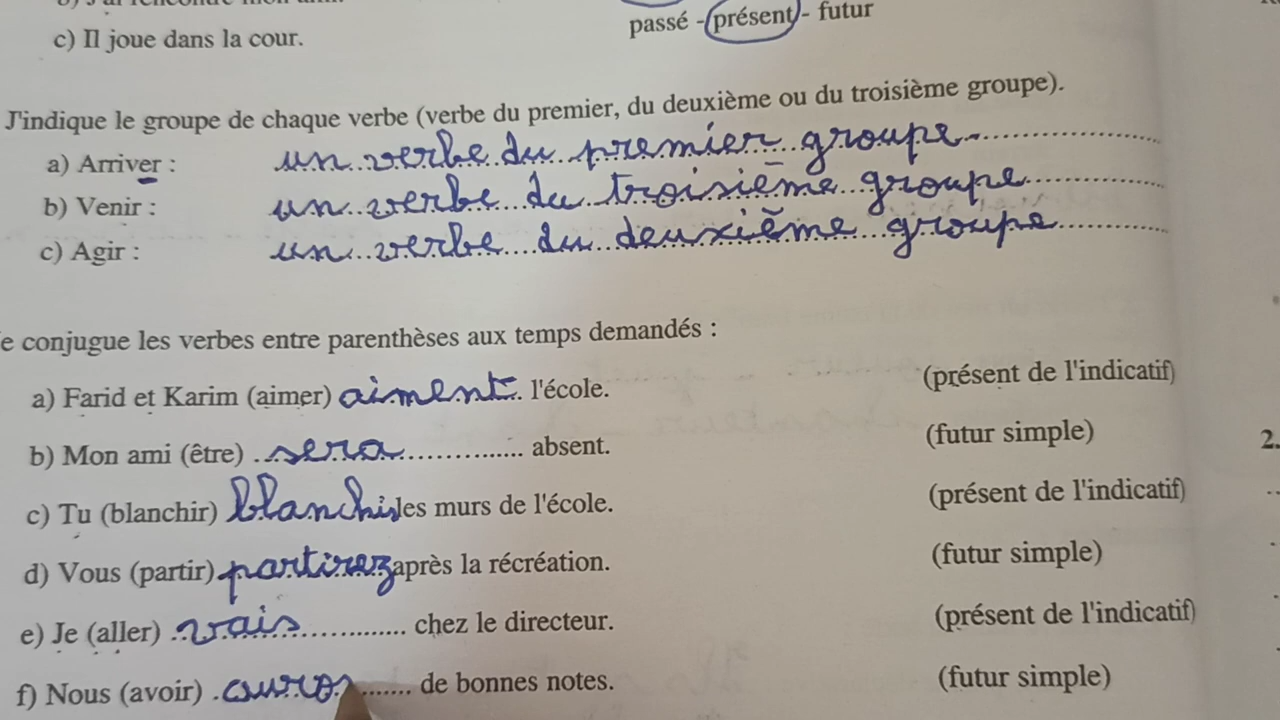 passé - présent - futur
c) Il joue dans la cour.
J'indique le groupe de chaque verbe (verbe du premier, du deuxième ou du troisième groupe).
a) Arriver : un verbe du premier groupe
b) Venir : un verbe du troisième groupe
c) Agir : un verbe du deuxième groupe
e conjugue les verbes entre parenthèses aux temps demandés :
a) Farid et Karim (aimer) aiment l'école. (présent de l'indicatif)
b) Mon ami (être) sera absent. (futur simple)
c) Tu (blanchir) blanchis les murs de l'école. (présent de l'indicatif)
d) Vous (partir) partirez après la récréation. (futur simple)
e) Je (aller) vais chez le directeur. (présent de l'indicatif)
f) Nous (avoir) de bonnes notes. (futur simple)
2.